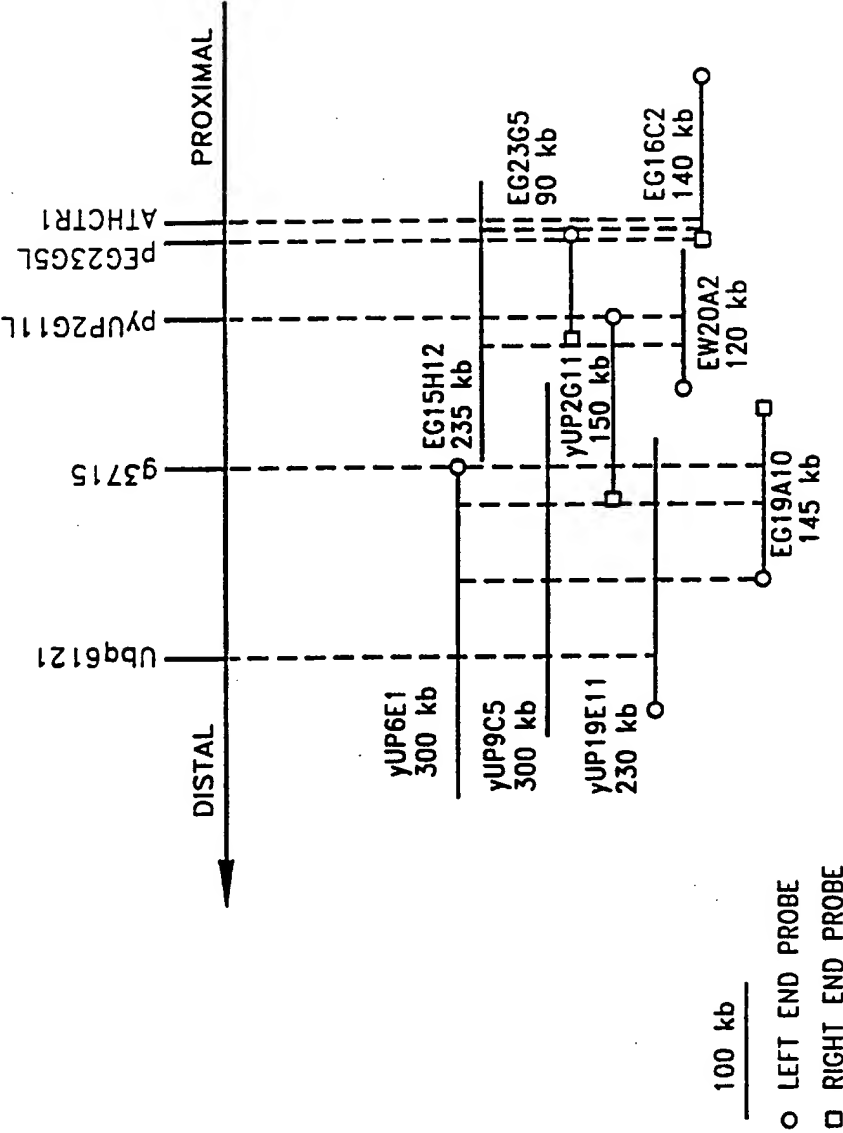 DISTAL
PROXIMAL
Ubq6121
g3715
pyUP2G11L
pEG23G5L
ATHCTR1
yUP6E1
300 kb
EG15H12
235 kb
EG23G5
90 kb
yUP9C5
300 kb
yUP2G11
150 kb
EG16C2
140 kb
yUP19E11
230 kb
EW20A2
120 kb
EG19A10
145 kb
100 kb
LEFT END PROBE
RIGHT END PROBE